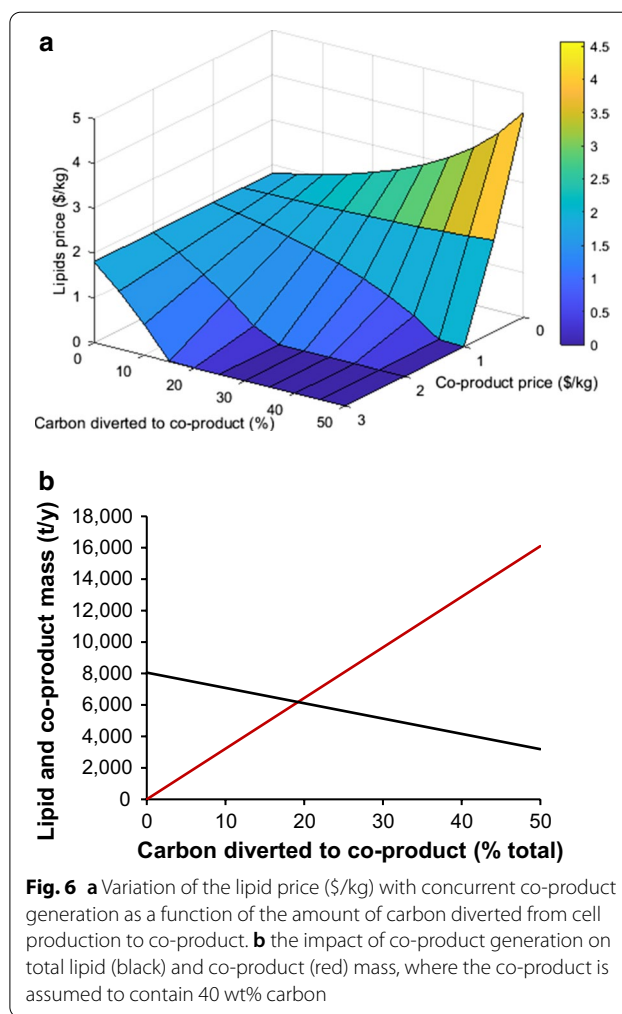 a
5
4
3
2
1
0
Lipids price ($/kg)
0
10
20
30
40
50
Carbon diverted to co-product (%)
3
2
1
0
Co-product price ($/kg)
4.5
4
3.5
3
2.5
2
1.5
1
0.5
0
b
Lipid and co-product mass (t/y)
18,000
16,000
14,000
12,000
10,000
8,000
6,000
4,000
2,000
0
0 10 20 30 40 50
Carbon diverted to co-product (% total)
Fig. 6 a Variation of the lipid price ($/kg) with concurrent co-product
generation as a function of the amount of carbon diverted from cell
production to co-product. b the impact of co-product generation on
total lipid (black) and co-product (red) mass, where the co-product is
assumed to contain 40 wt% carbon